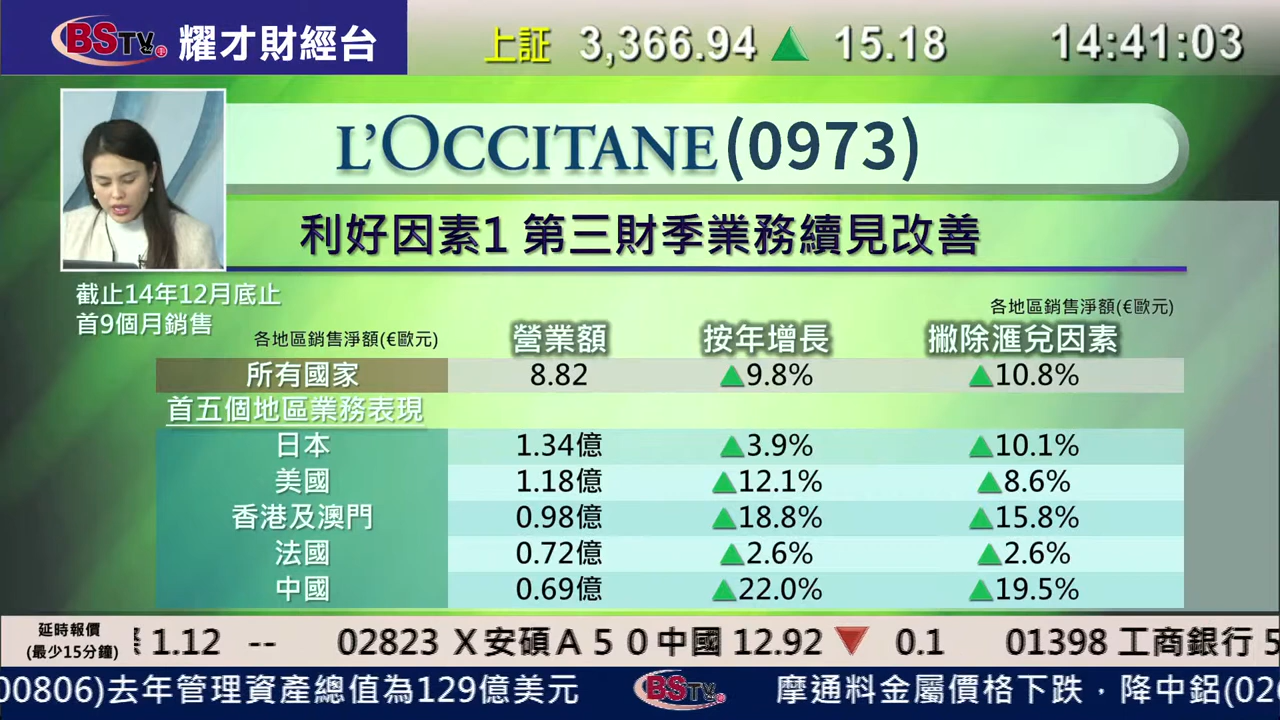 BSTV 耀才財經台
上証 3,366.94 ▲ 15.18 14:41:03
L'OCCITANE(0973)
利好因素1 第三財季業務續見改善
截止14年12月底止
首9個月銷售
各地區銷售淨額(€歐元)
各地區銷售淨額(€歐元) 營業額 按年增長 撇除滙兌因素
所有國家 8.82 ▲9.8% ▲10.8%
首五個地區業務表現
日本 1.34億 ▲3.9% ▲10.1%
美國 1.18億 ▲12.1% ▲8.6%
香港及澳門 0.98億 ▲18.8% ▲15.8%
法國 0.72億 ▲2.6% ▲2.6%
中國 0.69億 ▲22.0% ▲19.5%
延時報價
(最少15分鐘)
1.12 -- 02823 X安碩A50中國 12.92 ▼ 0.1 01398 工商銀行 5
00806)去年管理資產總值為129億美元 BSTV 摩通料金屬價格下跌，降中鋁(02